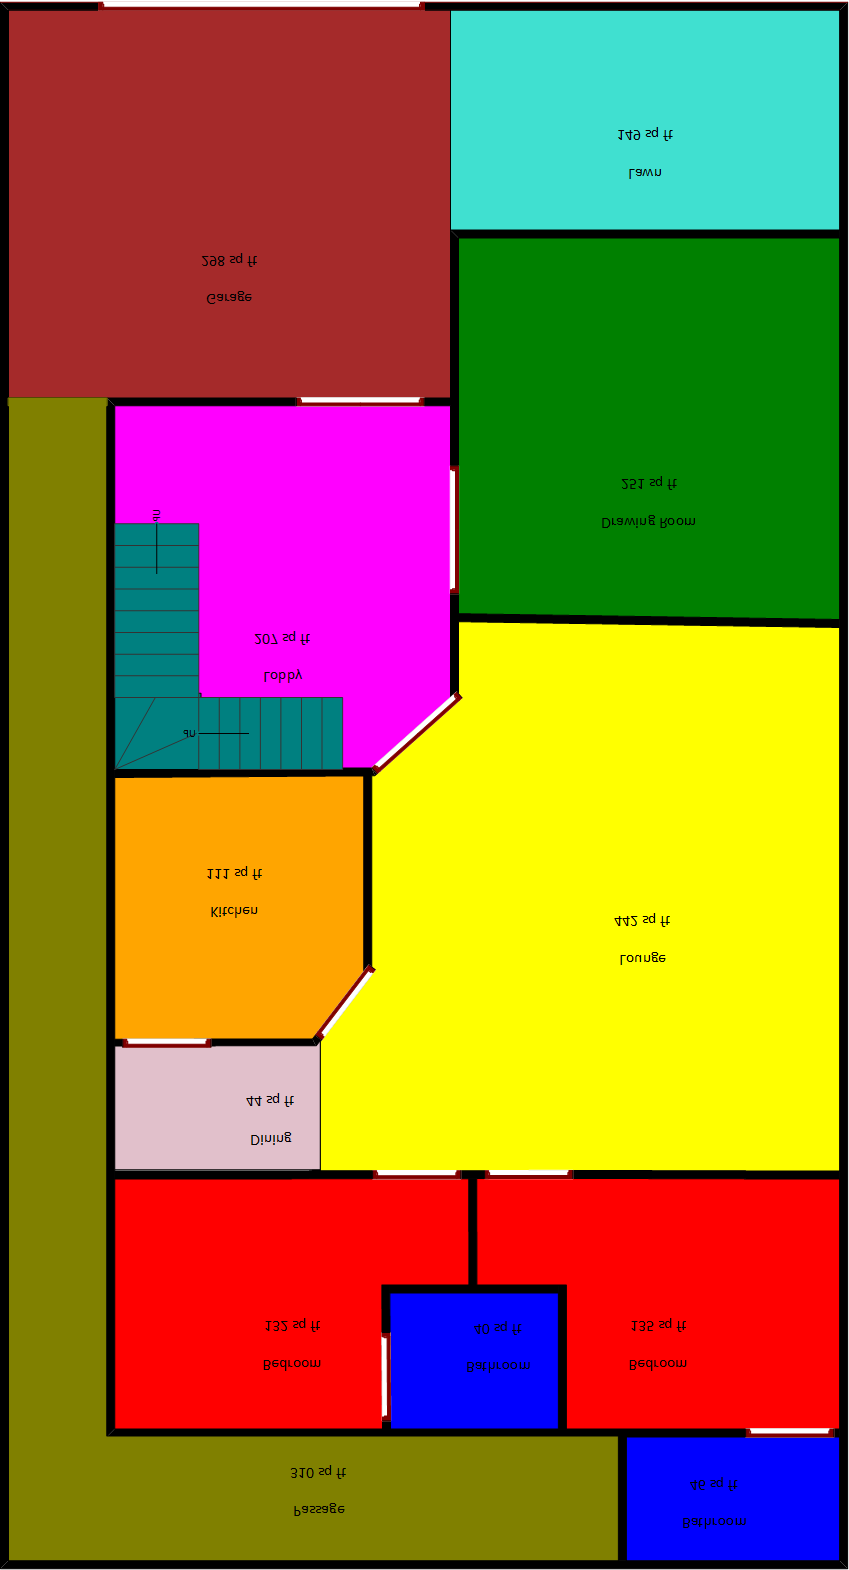 149 sq ft
Lawn
298 sq ft
Garage
251 sq ft
Drawing Room
207 sq ft
Lobby
111 sq ft
Kitchen
442 sq ft
Lounge
44 sq ft
Dining
132 sq ft
Bedroom
40 sq ft
Bathroom
135 sq ft
Bedroom
310 sq ft
Passage
46 sq ft
Bathroom